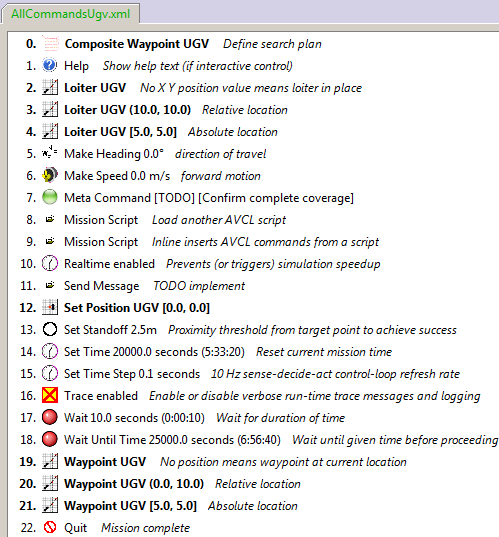 AllCommandsUgv.xml
0. Composite Waypoint UGV Define search plan
1. Help Show help text (if interactive control)
2. Loiter UGV No X Y position value means loiter in place
3. Loiter UGV (10.0, 10.0) Relative location
4. Loiter UGV [5.0, 5.0] Absolute location
5. Make Heading 0.0° direction of travel
6. Make Speed 0.0 m/s forward motion
7. Meta Command [TODO] [Confirm complete coverage]
8. Mission Script Load another AVCL script
9. Mission Script Inline inserts AVCL commands from a script
10. Realtime enabled Prevents (or triggers) simulation speedup
11. Send Message TODO implement
12. Set Position UGV [0.0, 0.0]
13. Set Standoff 2.5m Proximity threshold from target point to achieve success
14. Set Time 20000.0 seconds (5:33:20) Reset current mission time
15. Set Time Step 0.1 seconds 10 Hz sense-decide-act control-loop refresh rate
16. Trace enabled Enable or disable verbose run-time trace messages and logging
17. Wait 10.0 seconds (0:00:10) Wait for duration of time
18. Wait Until Time 25000.0 seconds (6:56:40) Wait until given time before proceeding
19. Waypoint UGV No position means waypoint at current location
20. Waypoint UGV (0.0, 10.0) Relative location
21. Waypoint UGV [5.0, 5.0] Absolute location
22. Quit Mission complete